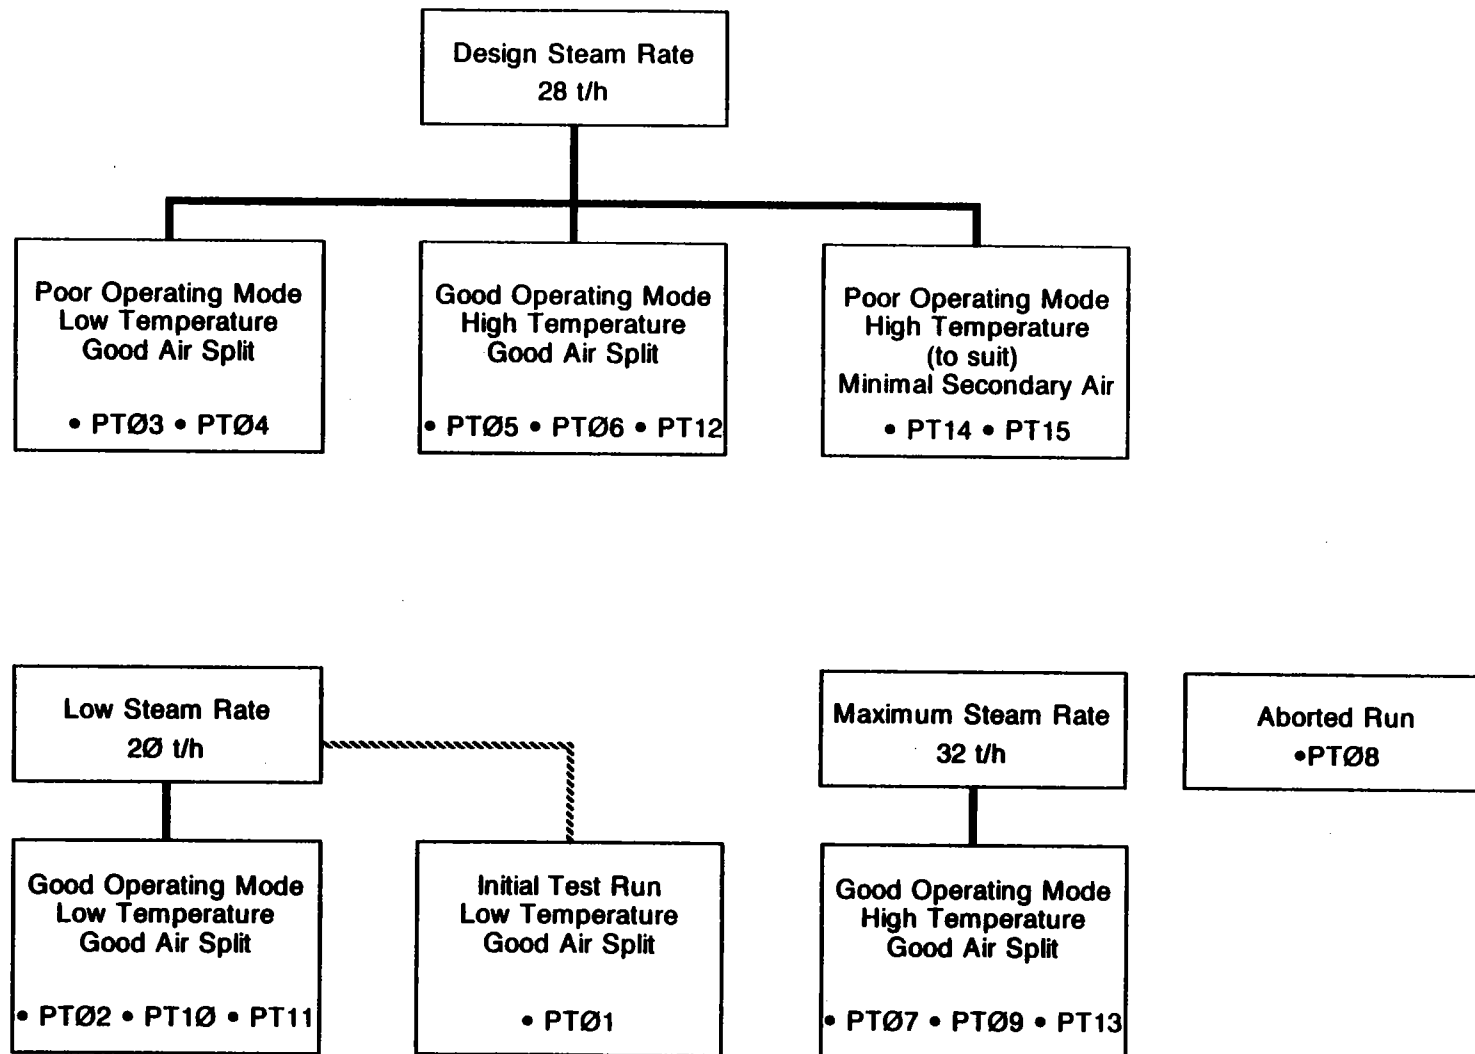 Design Steam Rate
28 t/h
Poor Operating Mode
Low Temperature
Good Air Split
• PTØ3 • PTØ4
Good Operating Mode
High Temperature
Good Air Split
• PTØ5 • PTØ6 • PT12
Poor Operating Mode
High Temperature
(to suit)
Minimal Secondary Air
• PT14 • PT15
Low Steam Rate
2Ø t/h
Maximum Steam Rate
32 t/h
Aborted Run
•PTØ8
Good Operating Mode
Low Temperature
Good Air Split
• PTØ2 • PT1Ø • PT11
Initial Test Run
Low Temperature
Good Air Split
• PTØ1
Good Operating Mode
High Temperature
Good Air Split
• PTØ7 • PTØ9 • PT13